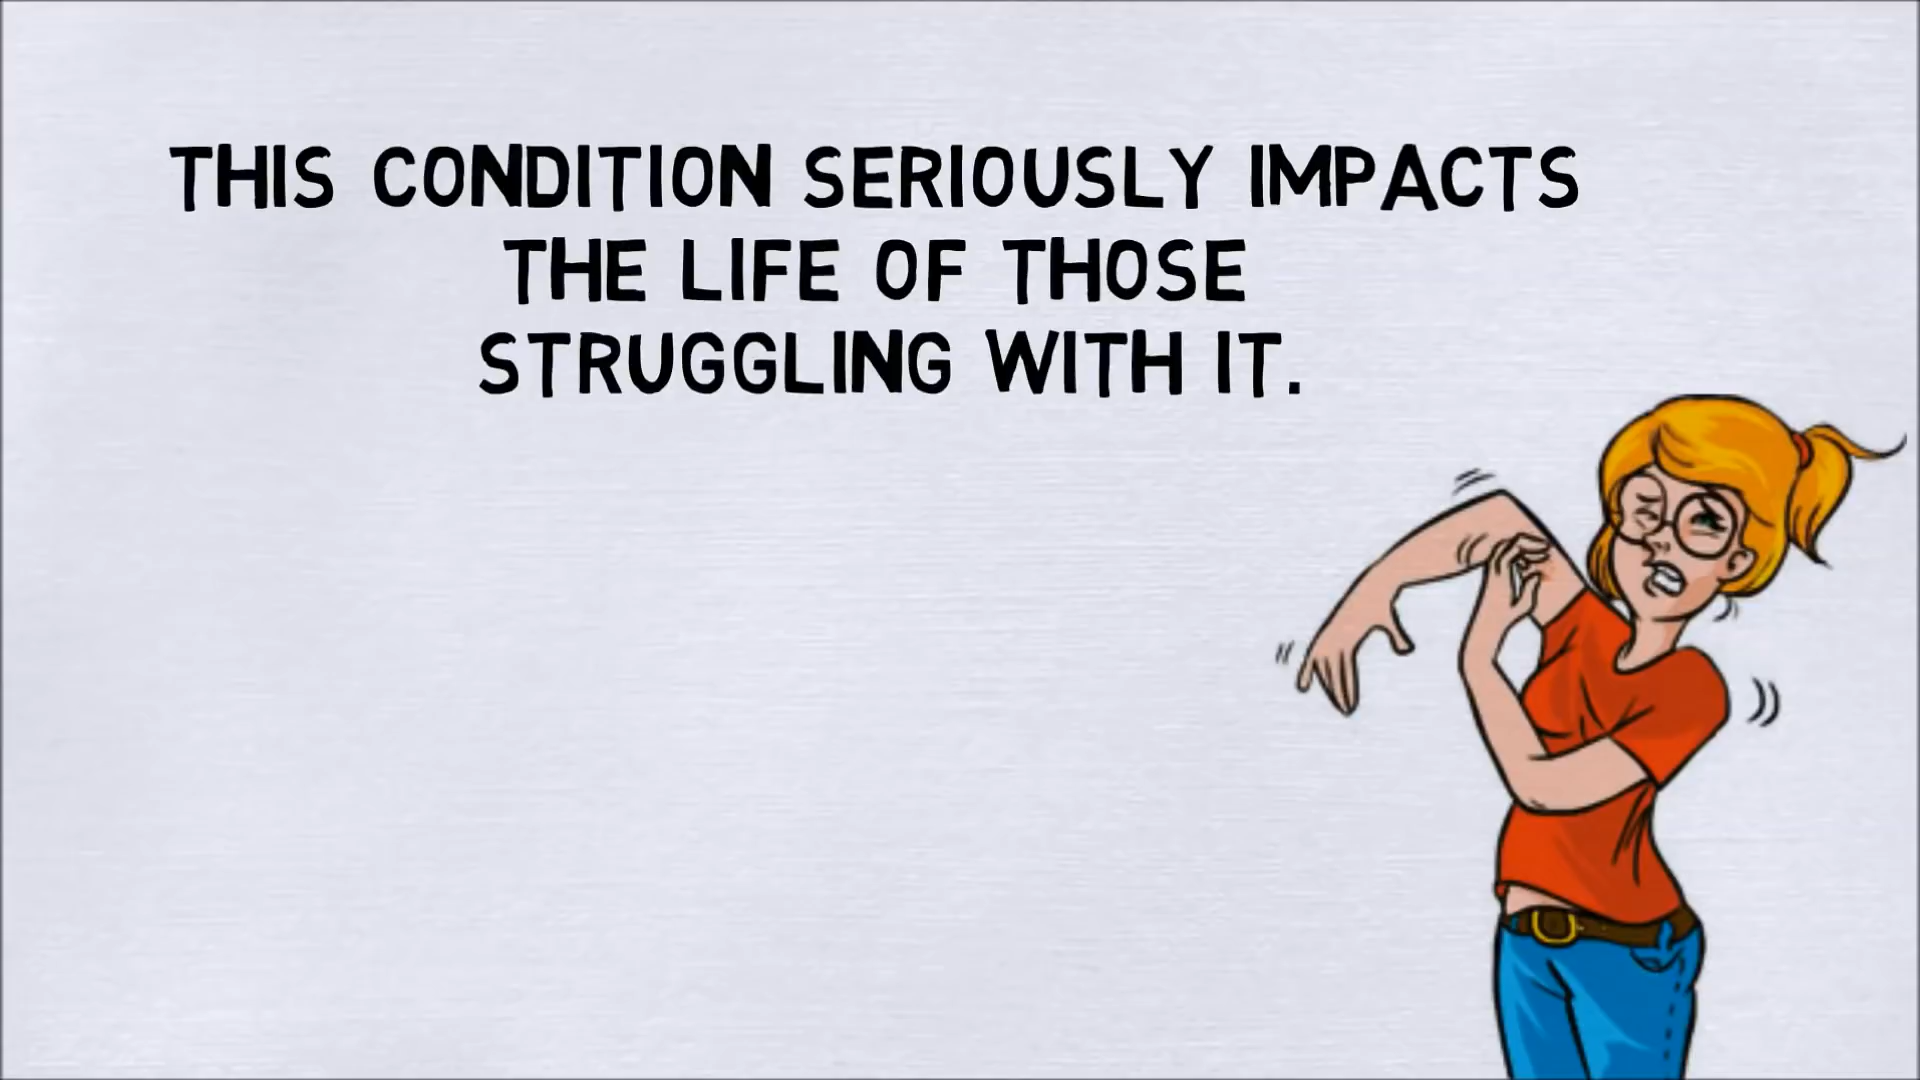 THIS CONDITION SERIOUSLY IMPACTS
THE LIFE OF THOSE
STRUGGLING WITH IT.